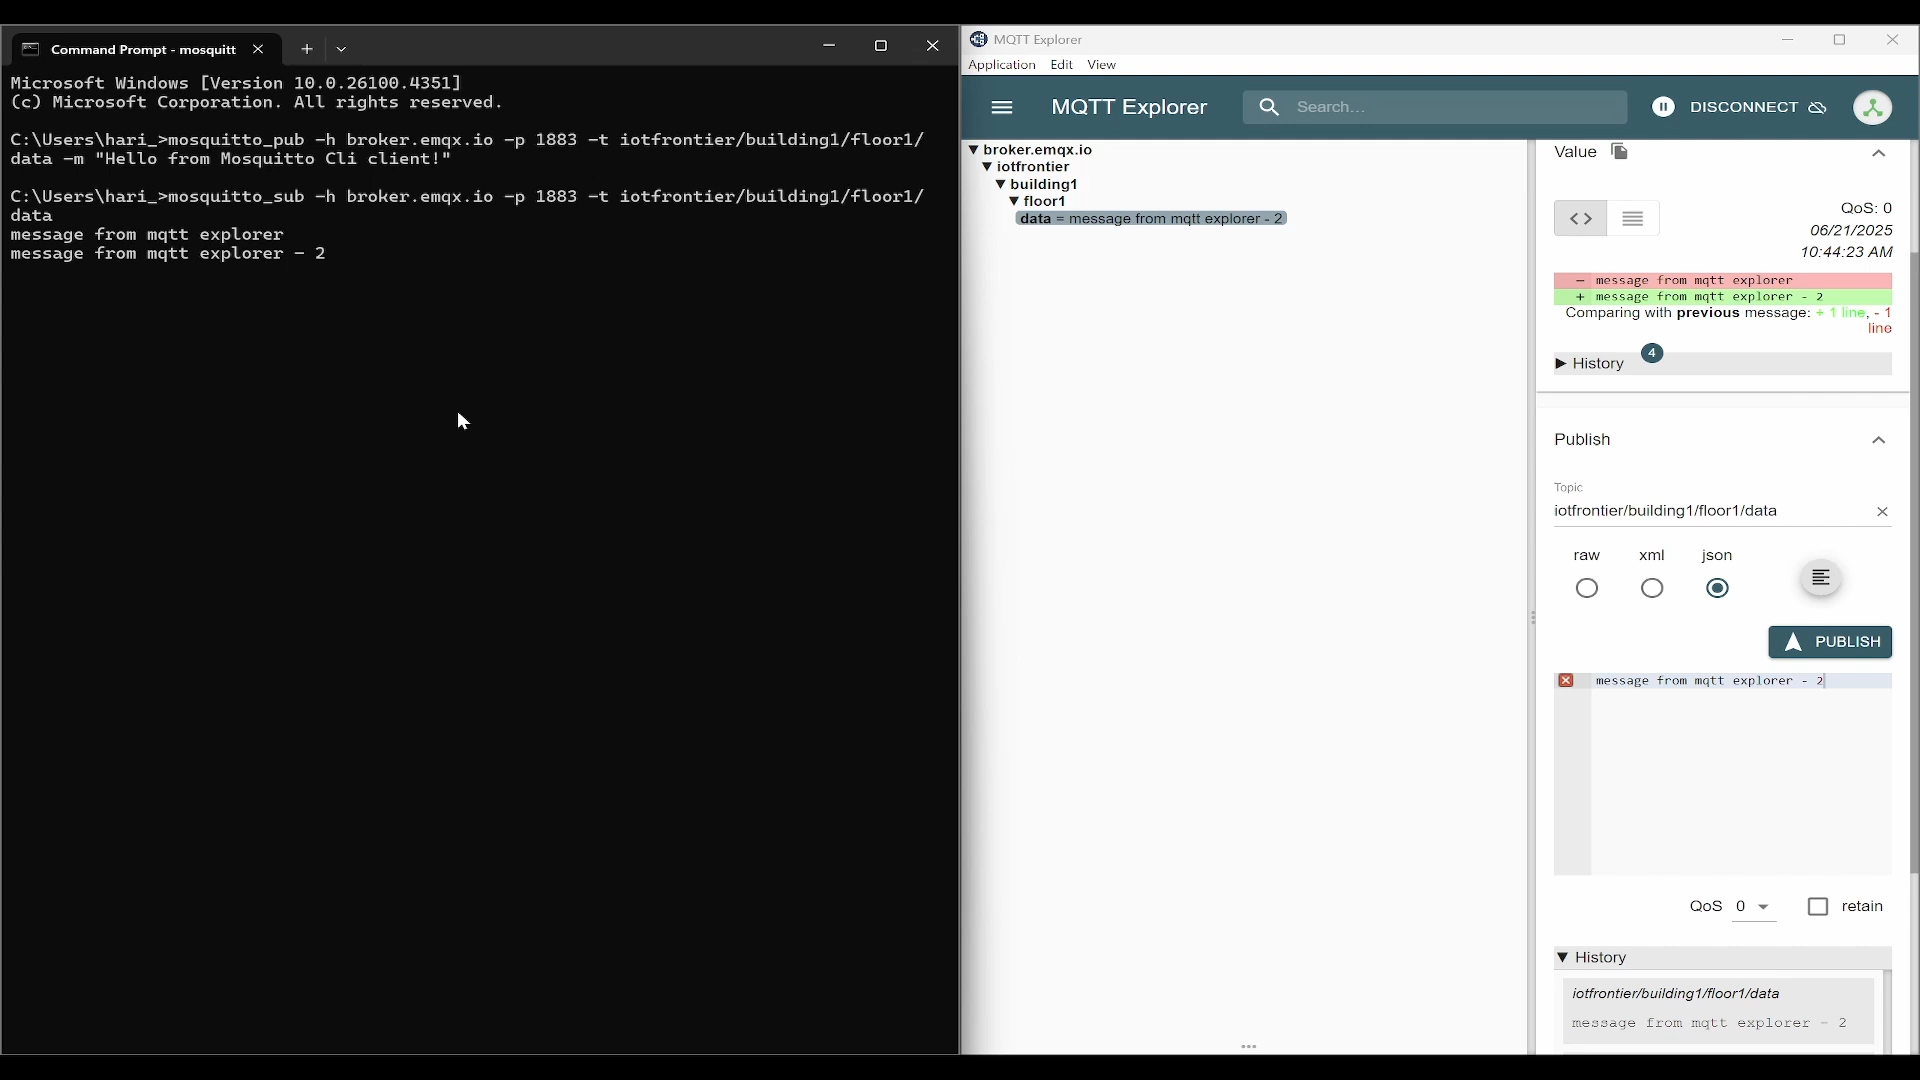 Command Prompt - mosquitt
Microsoft Windows [Version 10.0.26100.4351]
(c) Microsoft Corporation. All rights reserved.
C:\Users\hari_>mosquitto_pub -h broker.emqx.io -p 1883 -t iotfrontier/building1/floor1/
data -m "Hello from Mosquitto Cli client!"
C:\Users\hari_>mosquitto_sub -h broker.emqx.io -p 1883 -t iotfrontier/building1/floor1/
data
message from mqtt explorer
message from mqtt explorer - 2
MQTT Explorer
Application Edit View
MQTT Explorer
Search...
DISCONNECT
▼ broker.emqx.io
▼ iotfrontier
▼ building1
▼ floor1
data = message from mqtt explorer - 2
Value
QoS: 0
06/21/2025
10:44:23 AM
- message from mqtt explorer
+ message from mqtt explorer - 2
Comparing with previous message: + 1 line, - 1
line
▶ History 4
Publish
Topic
iotfrontier/building1/floor1/data
raw xml json
PUBLISH
message from mqtt explorer - 2
QoS 0 retain
▼ History
iotfrontier/building1/floor1/data
message from mqtt explorer - 2